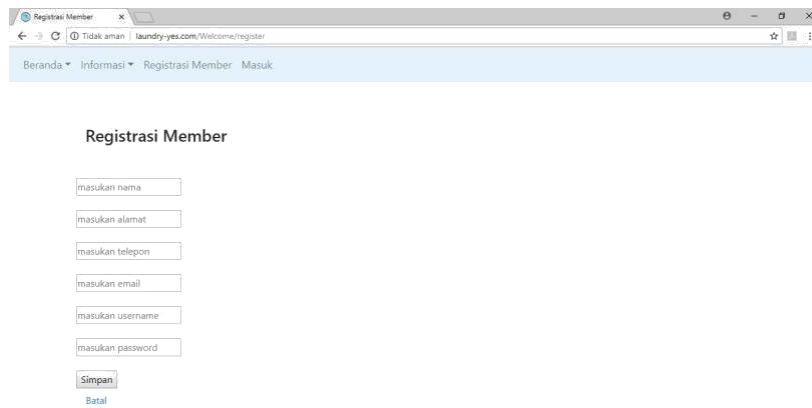 Registrasi Member
Tidak aman | laundry-yes.com/Welcome/register
Beranda Informasi Registrasi Member Masuk
Registrasi Member
masukan nama
masukan alamat
masukan telepon
masukan email
masukan username
masukan password
Simpan
Batal